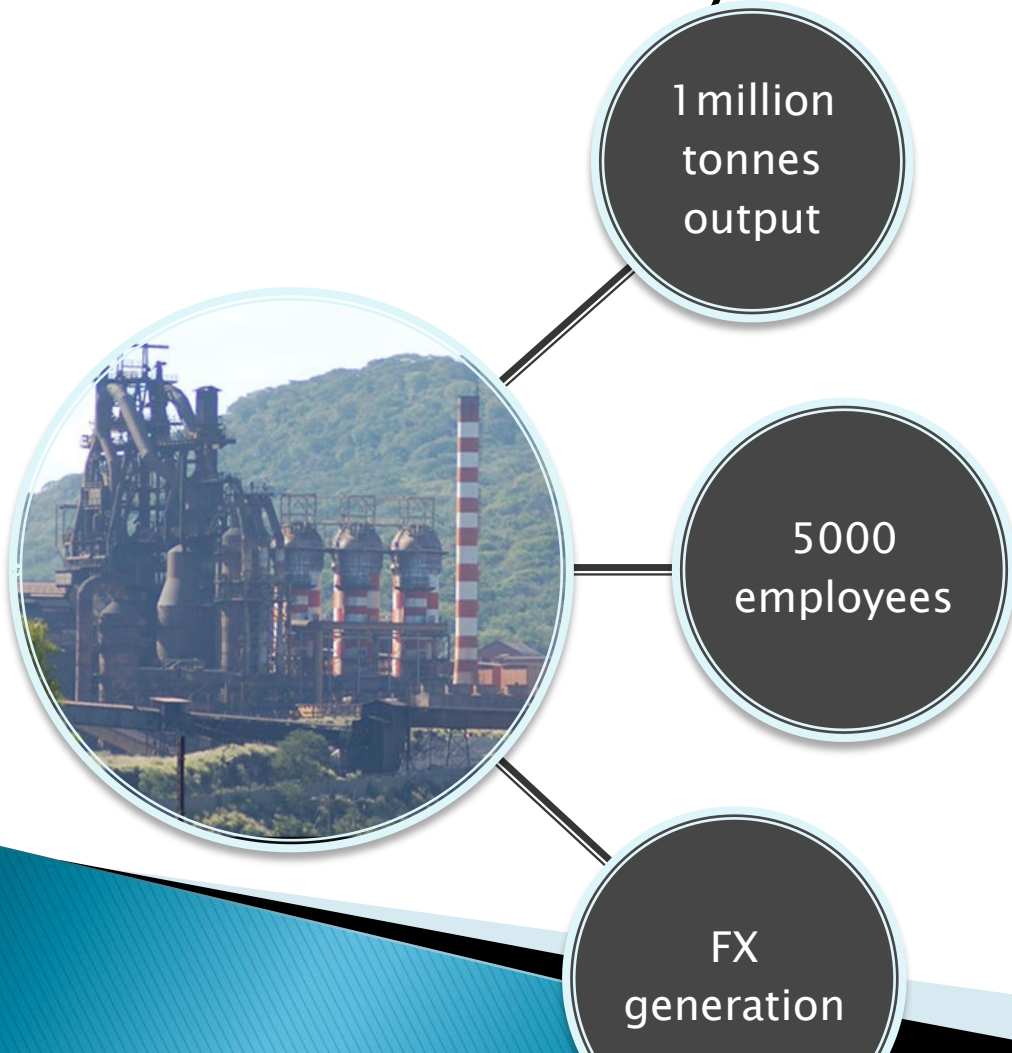 1million
tonnes
output
5000
employees
FX
generation